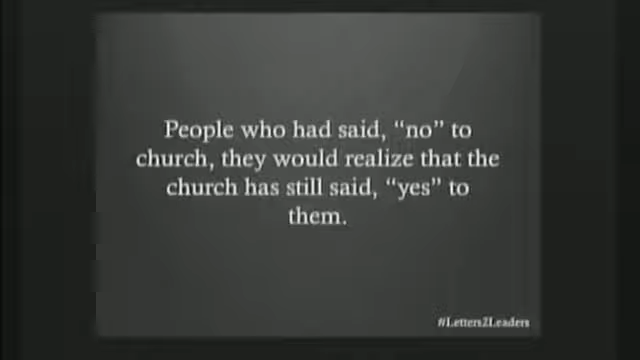 People who had said, “no” to
church, they would realize that the
church has still said, “yes” to
them.
#Letters2Leaders